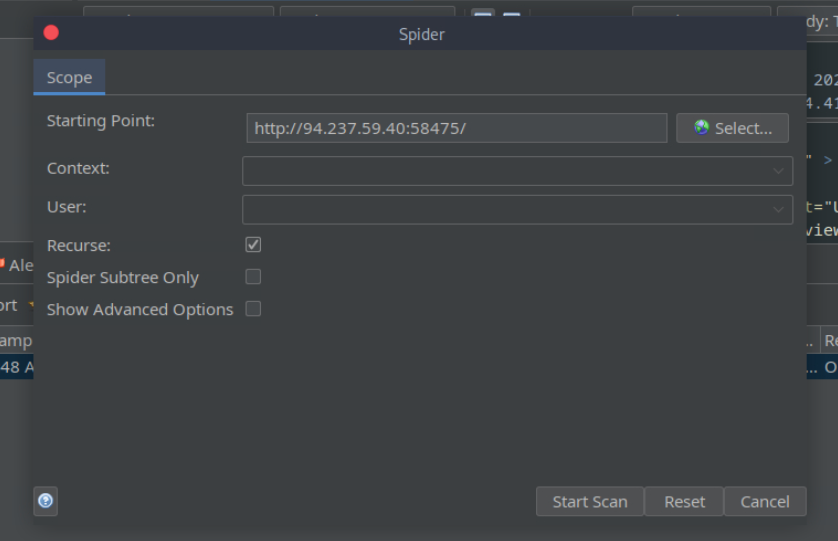 dy: T
Spider
Scope
202
Starting Point:
http://94.237.59.40:58475/
Select...
4.41
Context:
" >
User:
t="U
view
Recurse:
Ale
Spider Subtree Only
ort
Show Advanced Options
amp
.. Re
48 A
... O
Start Scan
Reset
Cancel